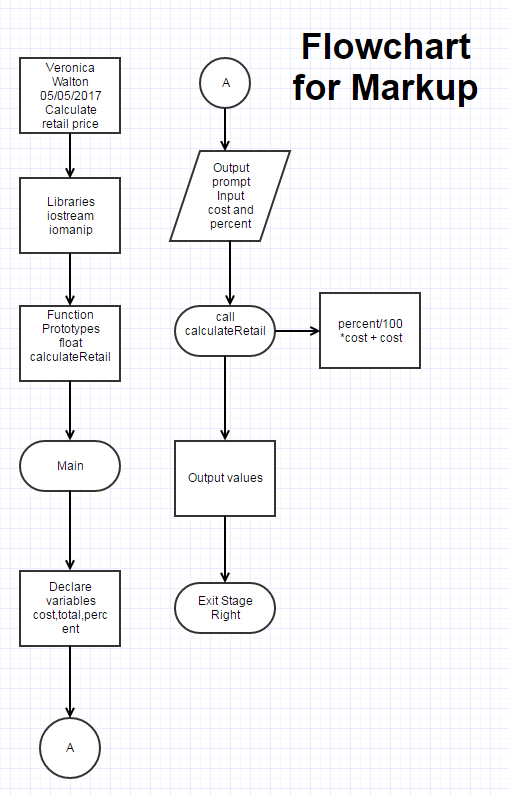 Flowchart
for Markup
Veronica
Walton
05/05/2017
Calculate
retail price
Libraries
iostream
iomanip
Function
Prototypes
float
calculateRetail
Main
Declare
variables
cost,total,perc
ent
A
A
Output
prompt
Input
cost and
percent
call
calculateRetail
percent/100
*cost + cost
Output values
Exit Stage
Right